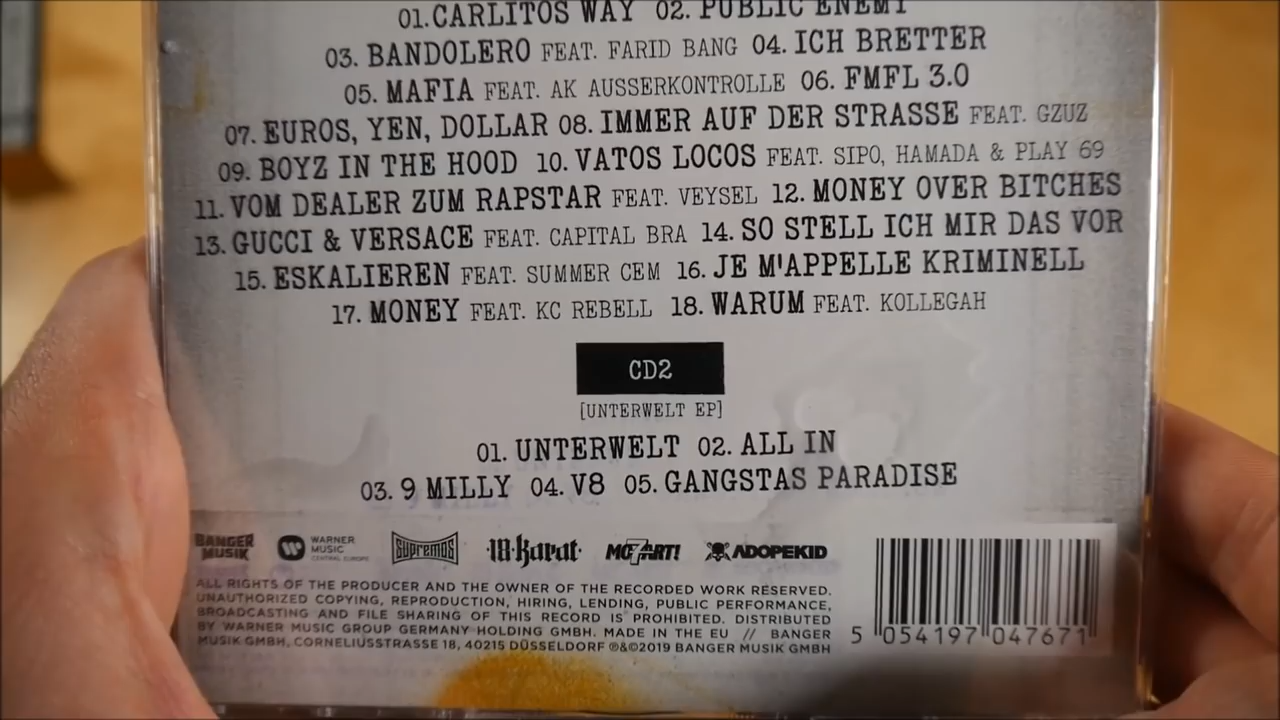 01. CARLITOS WAY 02. PUBLIC ENEMY
03. BANDOLERO FEAT. FARID BANG 04. ICH BRETTER
05. MAFIA FEAT. AK AUSSERKONTROLLE 06. FMFL 3.0
07. EUROS, YEN, DOLLAR 08. IMMER AUF DER STRASSE FEAT. GZUZ
09. BOYZ IN THE HOOD 10. VATOS LOCOS FEAT. SIPO, HAMADA & PLAY 69
11. VOM DEALER ZUM RAPSTAR FEAT. VEYSEL 12. MONEY OVER BITCHES
13. GUCCI & VERSACE FEAT. CAPITAL BRA 14. SO STELL ICH MIR DAS VOR
15. ESKALIEREN FEAT. SUMMER CEM 16. JE M'APPELLE KRIMINELL
17. MONEY FEAT. KC REBELL 18. WARUM FEAT. KOLLEGAH
CD2
[UNTERWELT EP]
01. UNTERWELT 02. ALL IN
03. 9 MILLY 04. V8 05. GANGSTAS PARADISE
BANGER MUSIK WARNER MUSIC CENTRAL EUROPE SUPREMOS 18 Karat MO7ART! ADOPEKID
ALL RIGHTS OF THE PRODUCER AND THE OWNER OF THE RECORDED WORK RESERVED.
UNAUTHORIZED COPYING, REPRODUCTION, HIRING, LENDING, PUBLIC PERFORMANCE,
BROADCASTING AND FILE SHARING OF THIS RECORD IS PROHIBITED. DISTRIBUTED
BY WARNER MUSIC GROUP GERMANY HOLDING GMBH. MADE IN THE EU // BANGER
MUSIK GMBH, CORNELIUSSTRASSE 18, 40215 DÜSSELDORF ℗&©2019 BANGER MUSIK GMBH
5 054197 047671